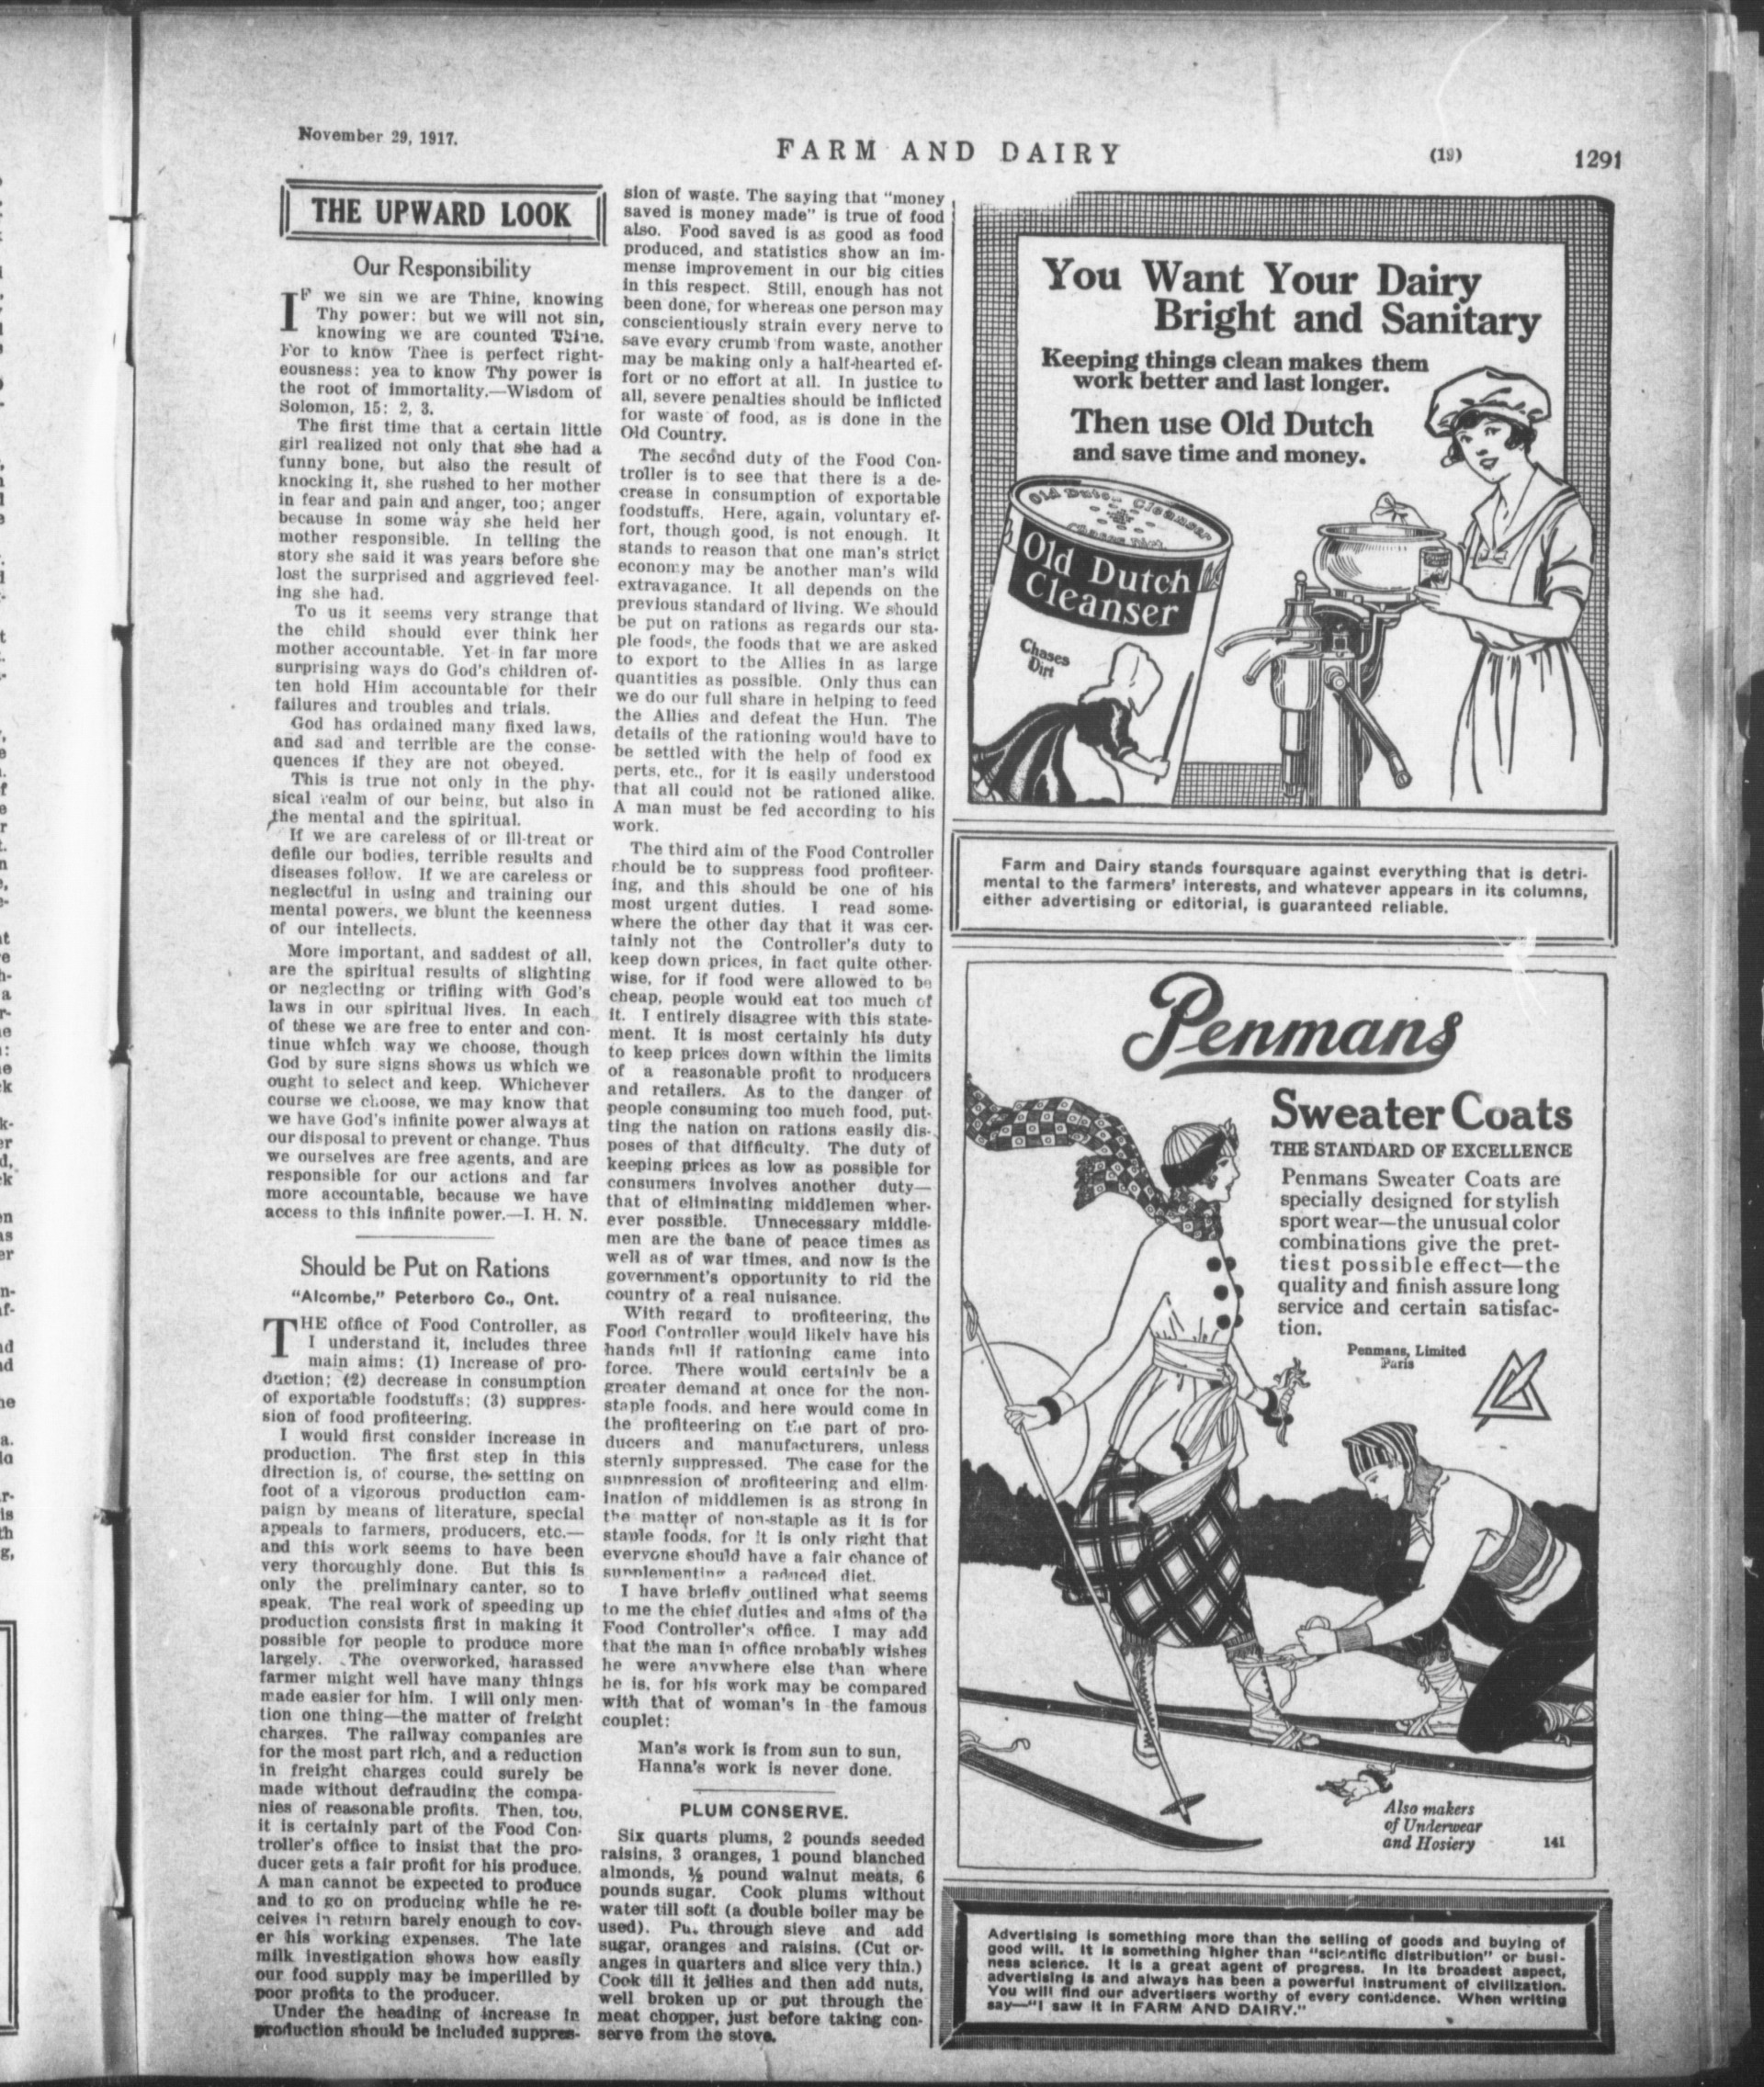 November 29, 1917.
FARM AND DAIRY
(19)
1291
THE UPWARD LOOK
Our Responsibility
IF we sin we are Thine, knowing
Thy power: but we will not sin,
knowing we are counted Thine.
For to know Thee is perfect right-
eousness: yea to know Thy power is
the root of immortality.—Wisdom of
Solomon, 15: 2, 3.
The first time that a certain little
girl realized not only that she had a
funny bone, but also the result of
knocking it, she rushed to her mother
in fear and pain and anger, too; anger
because in some way she held her
mother responsible. In telling the
story she said it was years before she
lost the surprised and aggrieved feel-
ing she had.
To us it seems very strange that
the child should ever think her
mother accountable. Yet in far more
surprising ways do God's children of-
ten hold Him accountable for their
failures and troubles and trials.
God has ordained many fixed laws,
and sad and terrible are the conse-
quences if they are not obeyed.
This is true not only in the phy-
sical realm of our being, but also in
the mental and the spiritual.
If we are careless of or ill-treat or
defile our bodies, terrible results and
diseases follow. If we are careless or
neglectful in using and training our
mental powers, we blunt the keenness
of our intellects.
More important, and saddest of all,
are the spiritual results of slighting
or neglecting or trifling with God's
laws in our spiritual lives. In each
of these we are free to enter and con-
tinue which way we choose, though
God by sure signs shows us which we
ought to select and keep. Whichever
course we choose, we may know that
we have God's infinite power always at
our disposal to prevent or change. Thus
we ourselves are free agents, and are
responsible for our actions and far
more accountable, because we have
access to this infinite power.—I. H. N.
Should be Put on Rations
"Alcombe," Peterboro Co., Ont.
THE office of Food Controller, as
I understand it, includes three
main aims: (1) Increase of pro-
duction; (2) decrease in consumption
of exportable foodstuffs; (3) suppres-
sion of food profiteering.
I would first consider increase in
production. The first step in this
direction is, of course, the setting on
foot of a vigorous production cam-
paign by means of literature, special
appeals to farmers, producers, etc.—
and this work seems to have been
very thoroughly done. But this is
only the preliminary canter, so to
speak. The real work of speeding up
production consists first in making it
possible for people to produce more
largely. The overworked, harassed
farmer might well have many things
made easier for him. I will only men-
tion one thing—the matter of freight
charges. The railway companies are
for the most part rich, and a reduction
in freight charges could surely be
made without defrauding the compa-
nies of reasonable profits. Then, too,
it is certainly part of the Food Con-
troller's office to insist that the pro-
ducer gets a fair profit for his produce.
A man cannot be expected to produce
and to go on producing while he re-
ceives in return barely enough to cov-
er his working expenses. The late
milk investigation shows how easily
our food supply may be imperilled by
poor profits to the producer.
Under the heading of increase in
production should be included suppres-
sion of waste. The saying that "money
saved is money made" is true of food
also. Food saved is as good as food
produced, and statistics show an im-
mense improvement in our big cities
in this respect. Still, enough has not
been done, for whereas one person may
conscientiously strain every nerve to
save every crumb from waste, another
may be making only a half-hearted ef-
fort or no effort at all. In justice to
all, severe penalties should be inflicted
for waste of food, as is done in the
Old Country.
The second duty of the Food Con-
troller is to see that there is a de-
crease in consumption of exportable
foodstuffs. Here, again, voluntary ef-
fort, though good, is not enough. It
stands to reason that one man's strict
economy may be another man's wild
extravagance. It all depends on the
previous standard of living. We should
be put on rations as regards our sta-
ple foods, the foods that we are asked
to export to the Allies in as large
quantities as possible. Only thus can
we do our full share in helping to feed
the Allies and defeat the Hun. The
details of the rationing would have to
be settled with the help of food ex
perts, etc., for it is easily understood
that all could not be rationed alike.
A man must be fed according to his
work.
The third aim of the Food Controller
should be to suppress food profiteer-
ing, and this should be one of his
most urgent duties. I read some-
where the other day that it was cer-
tainly not the Controller's duty to
keep down prices, in fact quite other-
wise, for if food were allowed to be
cheap, people would eat too much of
it. I entirely disagree with this state-
ment. It is most certainly his duty
to keep prices down within the limits
of a reasonable profit to producers
and retailers. As to the danger of
people consuming too much food, put-
ting the nation on rations easily dis-
poses of that difficulty. The duty of
keeping prices as low as possible for
consumers involves another duty—
that of eliminating middlemen wher-
ever possible. Unnecessary middle-
men are the bane of peace times as
well as of war times, and now is the
government's opportunity to rid the
country of a real nuisance.
With regard to profiteering, the
Food Controller would likely have his
hands full if rationing came into
force. There would certainly be a
greater demand at once for the non-
staple foods, and here would come in
the profiteering on the part of pro-
ducers and manufacturers, unless
sternly suppressed. The case for the
suppression of profiteering and elim-
ination of middlemen is as strong in
the matter of non-staple as it is for
staple foods, for it is only right that
everyone should have a fair chance of
supplementing a reduced diet.
I have briefly outlined what seems
to me the chief duties and aims of the
Food Controller's office. I may add
that the man in office probably wishes
he were anywhere else than where
he is, for his work may be compared
with that of woman's in the famous
couplet:
Man's work is from sun to sun,
Hanna's work is never done.
PLUM CONSERVE.
Six quarts plums, 2 pounds seeded
raisins, 3 oranges, 1 pound blanched
almonds, ½ pound walnut meats, 6
pounds sugar. Cook plums without
water till soft (a double boiler may be
used). Put through sieve and add
sugar, oranges and raisins. (Cut or-
anges in quarters and slice very thin.)
Cook till it jellies and then add nuts,
well broken up or put through the
meat chopper, just before taking con-
serve from the stove.
You Want Your Dairy
Bright and Sanitary
Keeping things clean makes them
work better and last longer.
Then use Old Dutch
and save time and money.
Old Dutch Cleanser
Chases Dirt
Old Dutch
Cleanser
Chases
Dirt
Farm and Dairy stands foursquare against everything that is detri-
mental to the farmers' interests, and whatever appears in its columns,
either advertising or editorial, is guaranteed reliable.
Penmans
Sweater Coats
THE STANDARD OF EXCELLENCE
Penmans Sweater Coats are
specially designed for stylish
sport wear—the unusual color
combinations give the pret-
tiest possible effect—the
quality and finish assure long
service and certain satisfac-
tion.
Penmans, Limited
Paris
Also makers
of Underwear
and Hosiery
141
Advertising is something more than the selling of goods and buying of
good will. It is something higher than "scientific distribution" or busi-
ness science. It is a great agent of progress. In its broadest aspect,
advertising is and always has been a powerful instrument of civilization.
You will find our advertisers worthy of every confidence. When writing
say—"I saw it in FARM AND DAIRY."